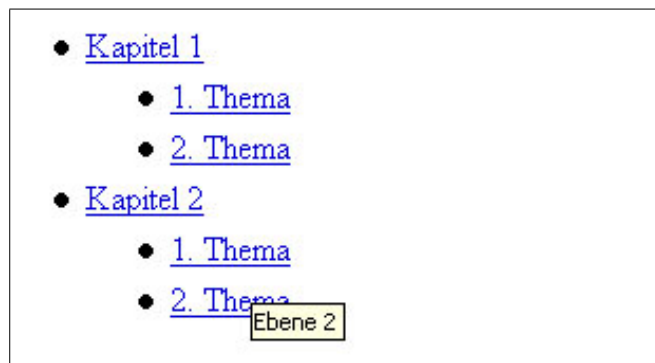 Kapitel 1
1. Thema
2. Thema
Kapitel 2
1. Thema
2. Thema
Ebene 2